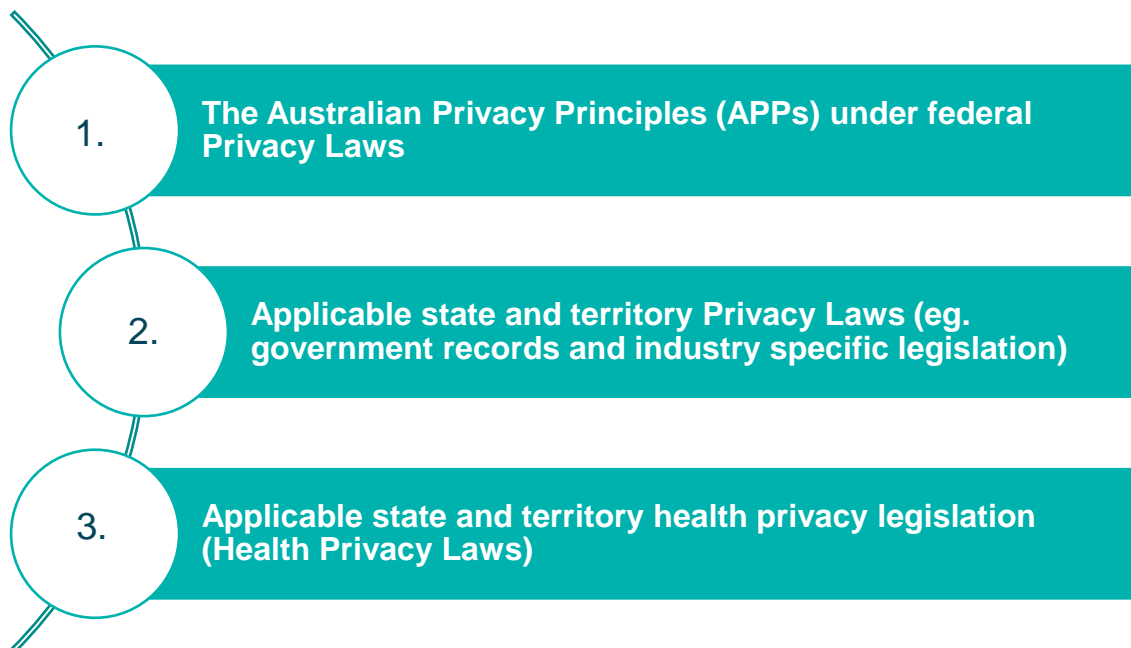 1.
The Australian Privacy Principles (APPs) under federal
Privacy Laws
2.
Applicable state and territory Privacy Laws (eg.
government records and industry specific legislation)
3.
Applicable state and territory health privacy legislation
(Health Privacy Laws)